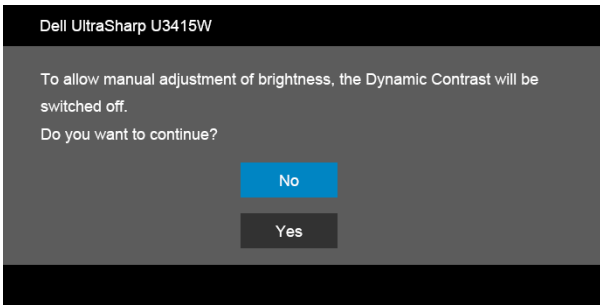 Dell UltraSharp U3415W
To allow manual adjustment of brightness, the Dynamic Contrast will be
switched off.
Do you want to continue?
No
Yes